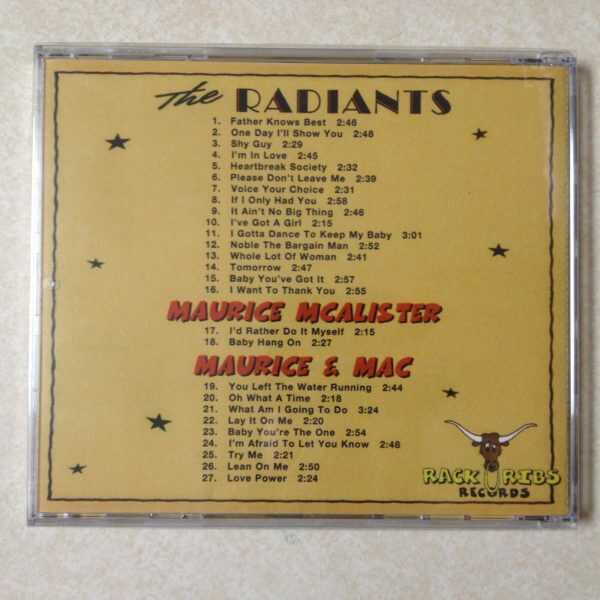 The RADIANTS
1. Father Knows Best 2:46
2. One Day I'll Show You 2:48
3. Shy Guy 2:29
4. I'm In Love 2:45
5. Heartbreak Society 2:32
6. Please Don't Leave Me 2:39
7. Voice Your Choice 2:31
8. If I Only Had You 2:58
9. It Ain't No Big Thing 2:46
10. I've Got A Girl 2:15
11. I Gotta Dance To Keep My Baby 3:01
12. Noble The Bargain Man 2:52
13. Whole Lot Of Woman 2:41
14. Tomorrow 2:47
15. Baby You've Got It 2:57
16. I Want To Thank You 2:55
MAURICE MCALISTER
17. I'd Rather Do It Myself 2:15
18. Baby Hang On 2:27
MAURICE & MAC
19. You Left The Water Running 2:44
20. Oh What A Time 2:18
21. What Am I Going To Do 3:24
22. Lay It On Me 2:20
23. Baby You're The One 2:54
24. I'm Afraid To Let You Know 2:48
25. Try Me 2:21
26. Lean On Me 2:50
27. Love Power 2:24
RACK O RIBS
RECORDS